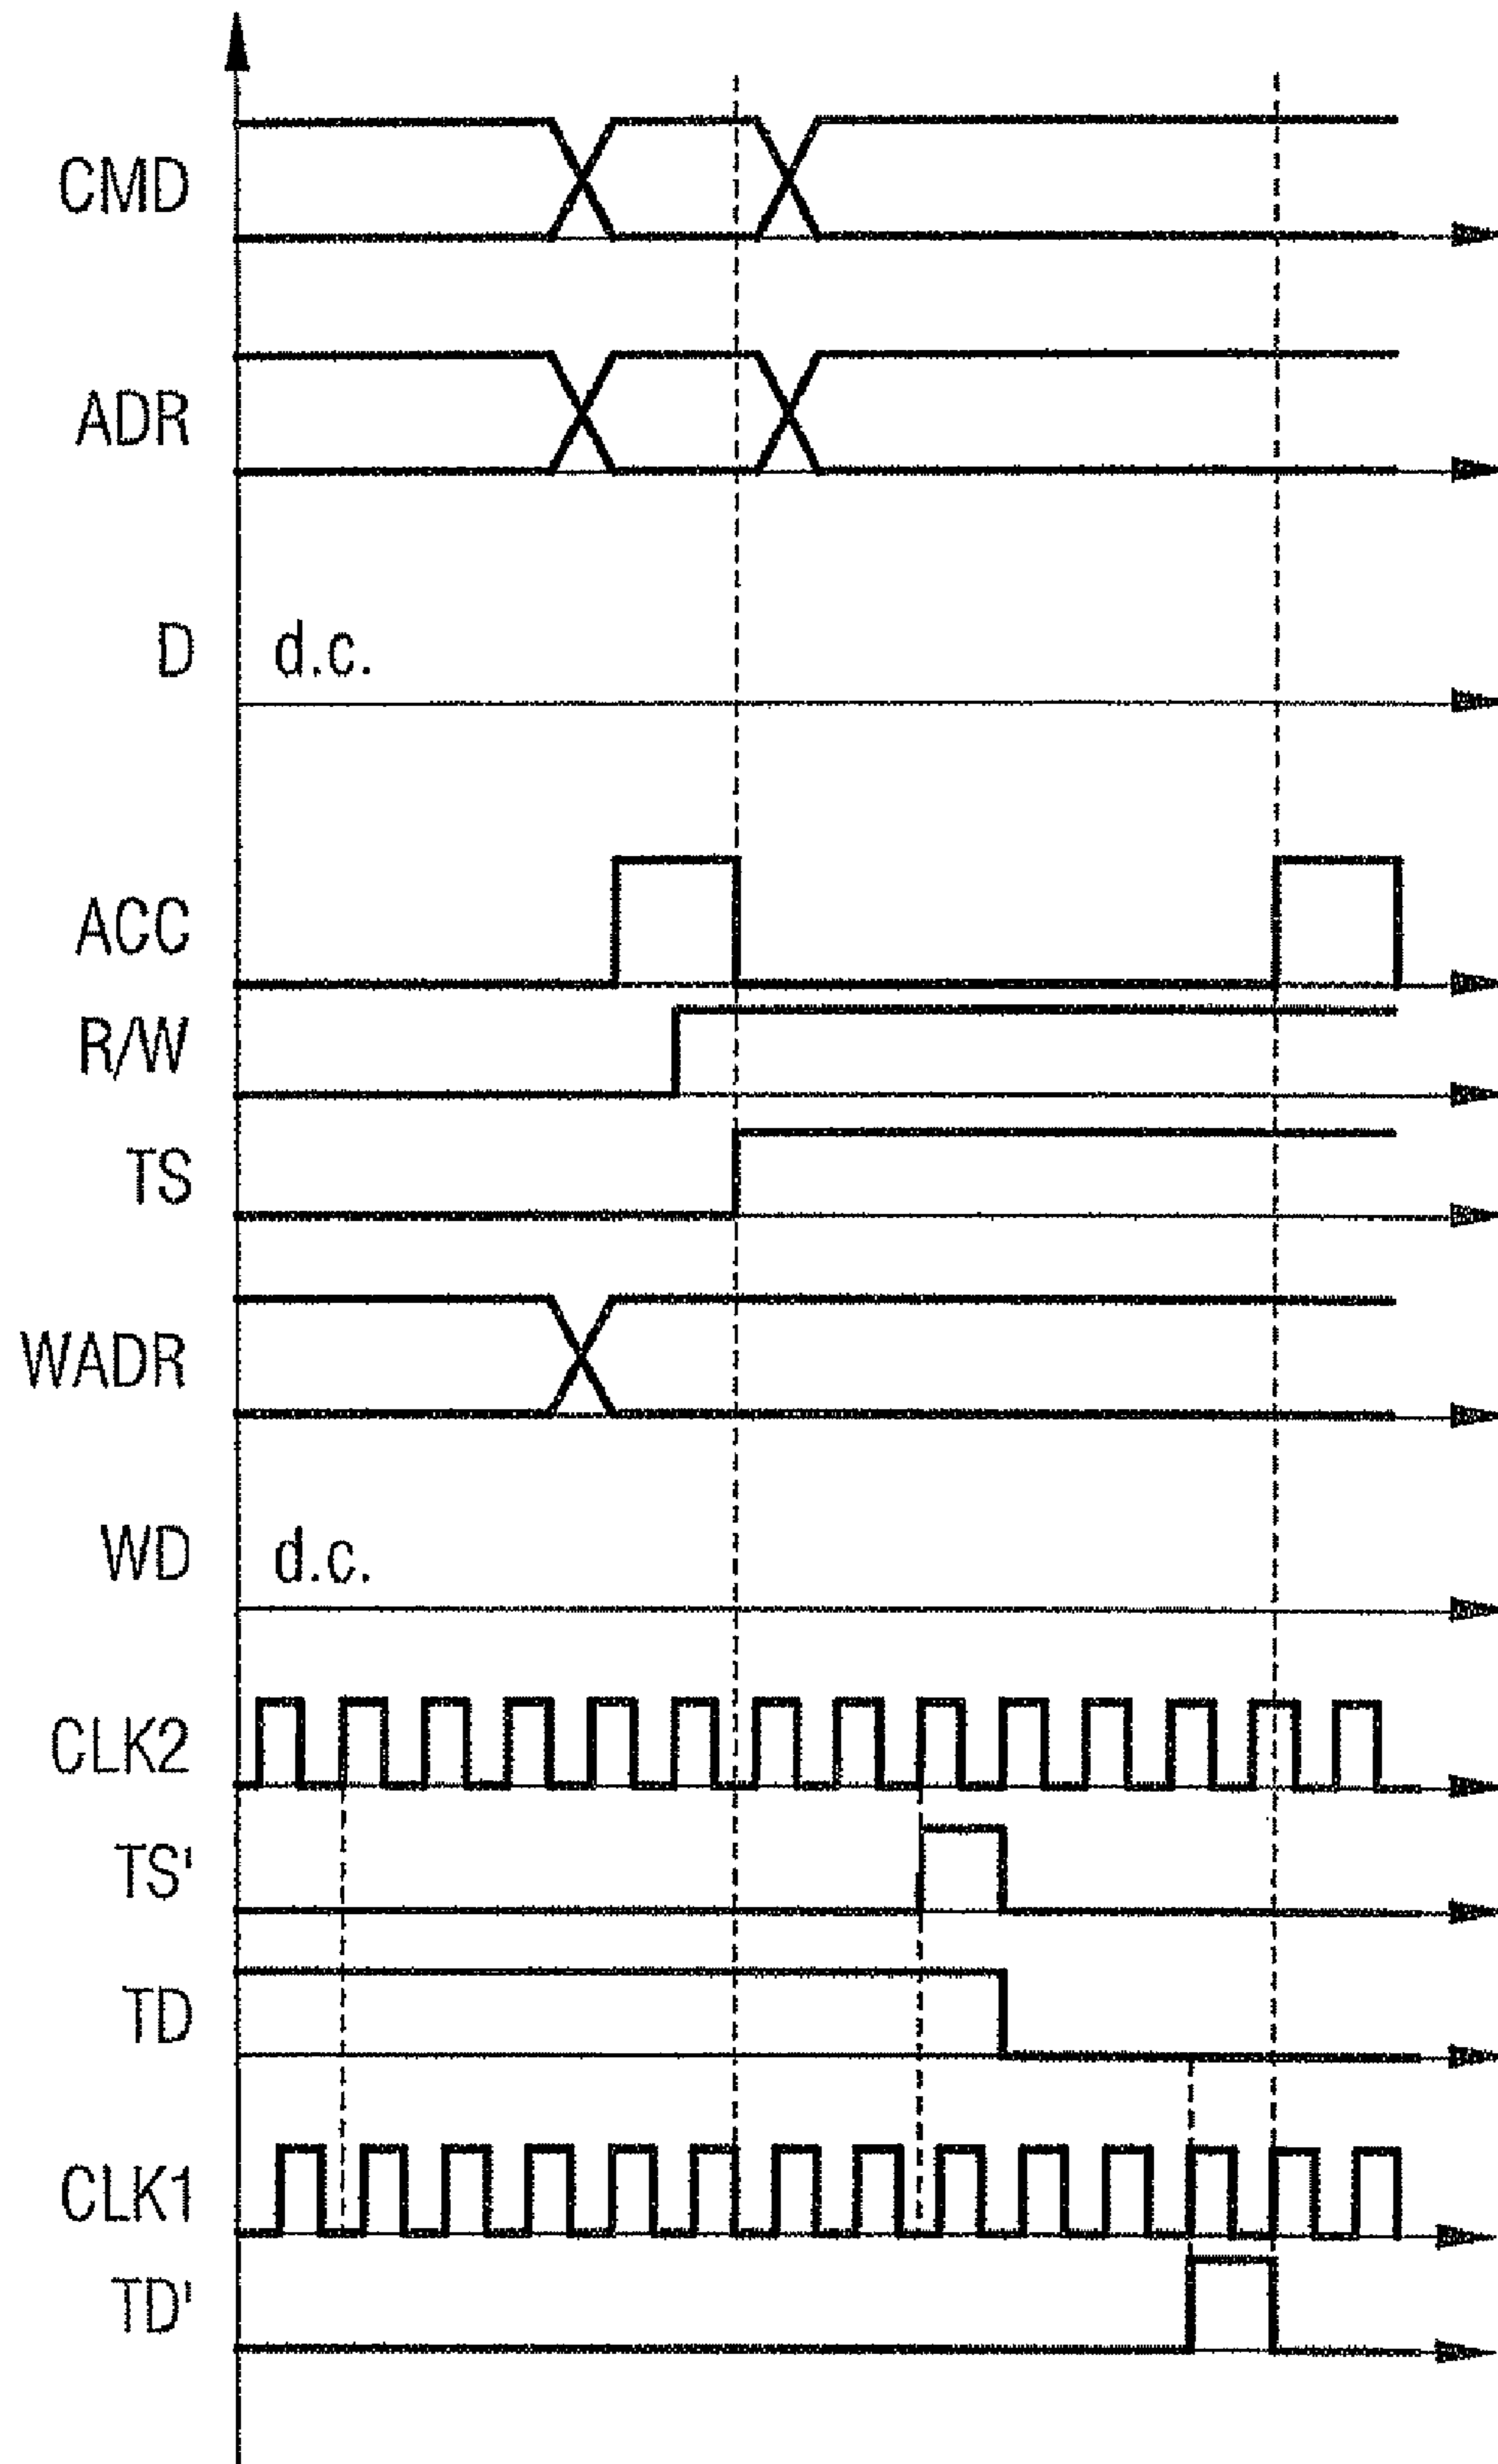 CMD
ADR
D d.c.
ACC
R/W
TS
WADR
WD d.c.
CLK2
TS'
TD
CLK1
TD'